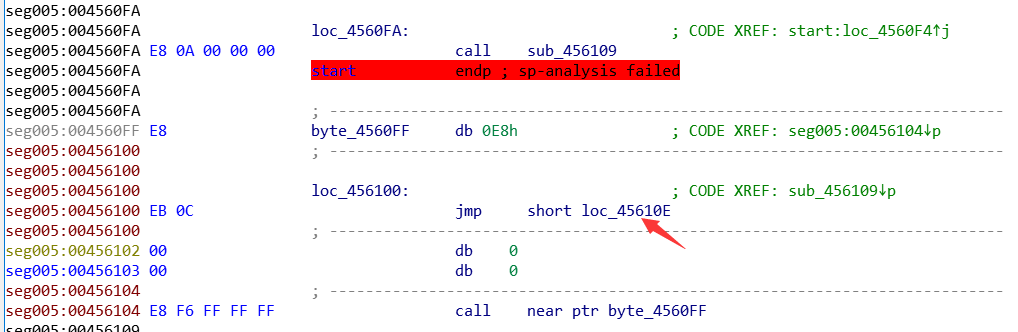 seg005:004560FA
seg005:004560FA loc_4560FA: ; CODE XREF: start:loc_4560F4↑j
seg005:004560FA E8 0A 00 00 00 call sub_456109
seg005:004560FA start endp ; sp-analysis failed
seg005:004560FA
seg005:004560FA ; ---------------------------------------------------------------------------
seg005:004560FF E8 byte_4560FF db 0E8h ; CODE XREF: seg005:00456104↓p
seg005:00456100 ; ---------------------------------------------------------------------------
seg005:00456100
seg005:00456100 loc_456100: ; CODE XREF: sub_456109↓p
seg005:00456100 EB 0C jmp short loc_45610E
seg005:00456100 ; ---------------------------------------------------------------------------
seg005:00456102 00 db 0
seg005:00456103 00 db 0
seg005:00456104 ; ---------------------------------------------------------------------------
seg005:00456104 E8 F6 FF FF FF call near ptr byte_4560FF
seg005:00456109